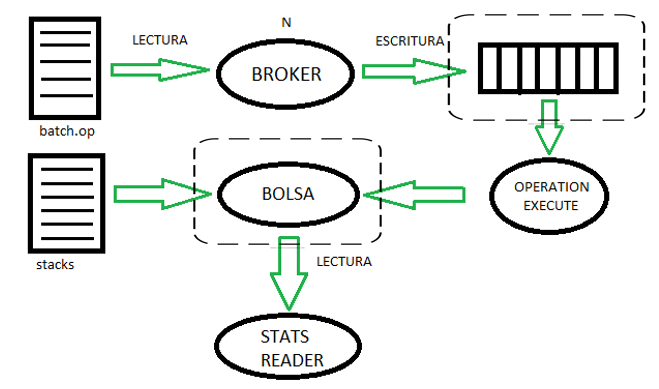 N
LECTURA
ESCRITURA
BROKER
batch.op
BOLSA
OPERATION
EXECUTE
stacks
LECTURA
STATS
READER